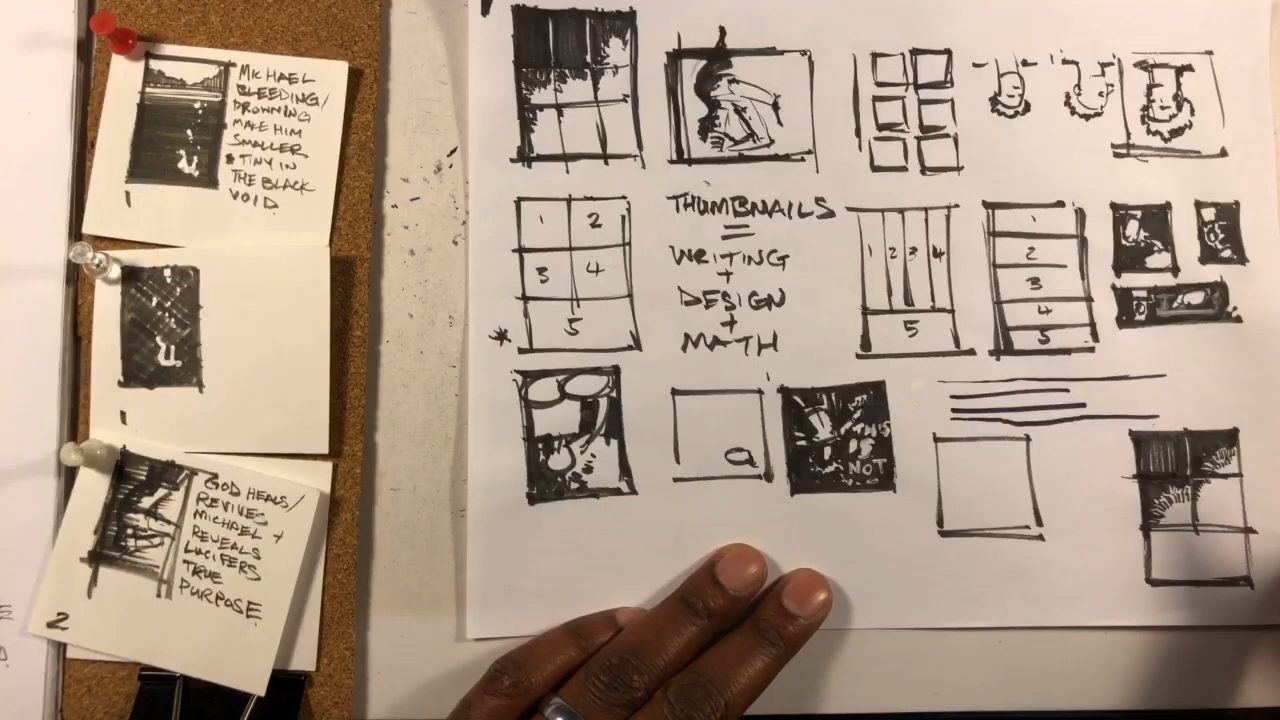 MICHAEL
BLEEDING/
DROWNING
MAKE HIM
SMALLER
TINY IN
THE BLACK
VOID.
1
1
GOD HEALS/
REVIVES
MICHAEL +
REVEALS
LUCIFERS
TRUE
PURPOSE.
2
1 2
3 4
5
THUMBNAILS
=
WRITING
+
DESIGN
+
MATH
1 2 3 4
5
1
2
3
4
5
THIS
IS
NOT